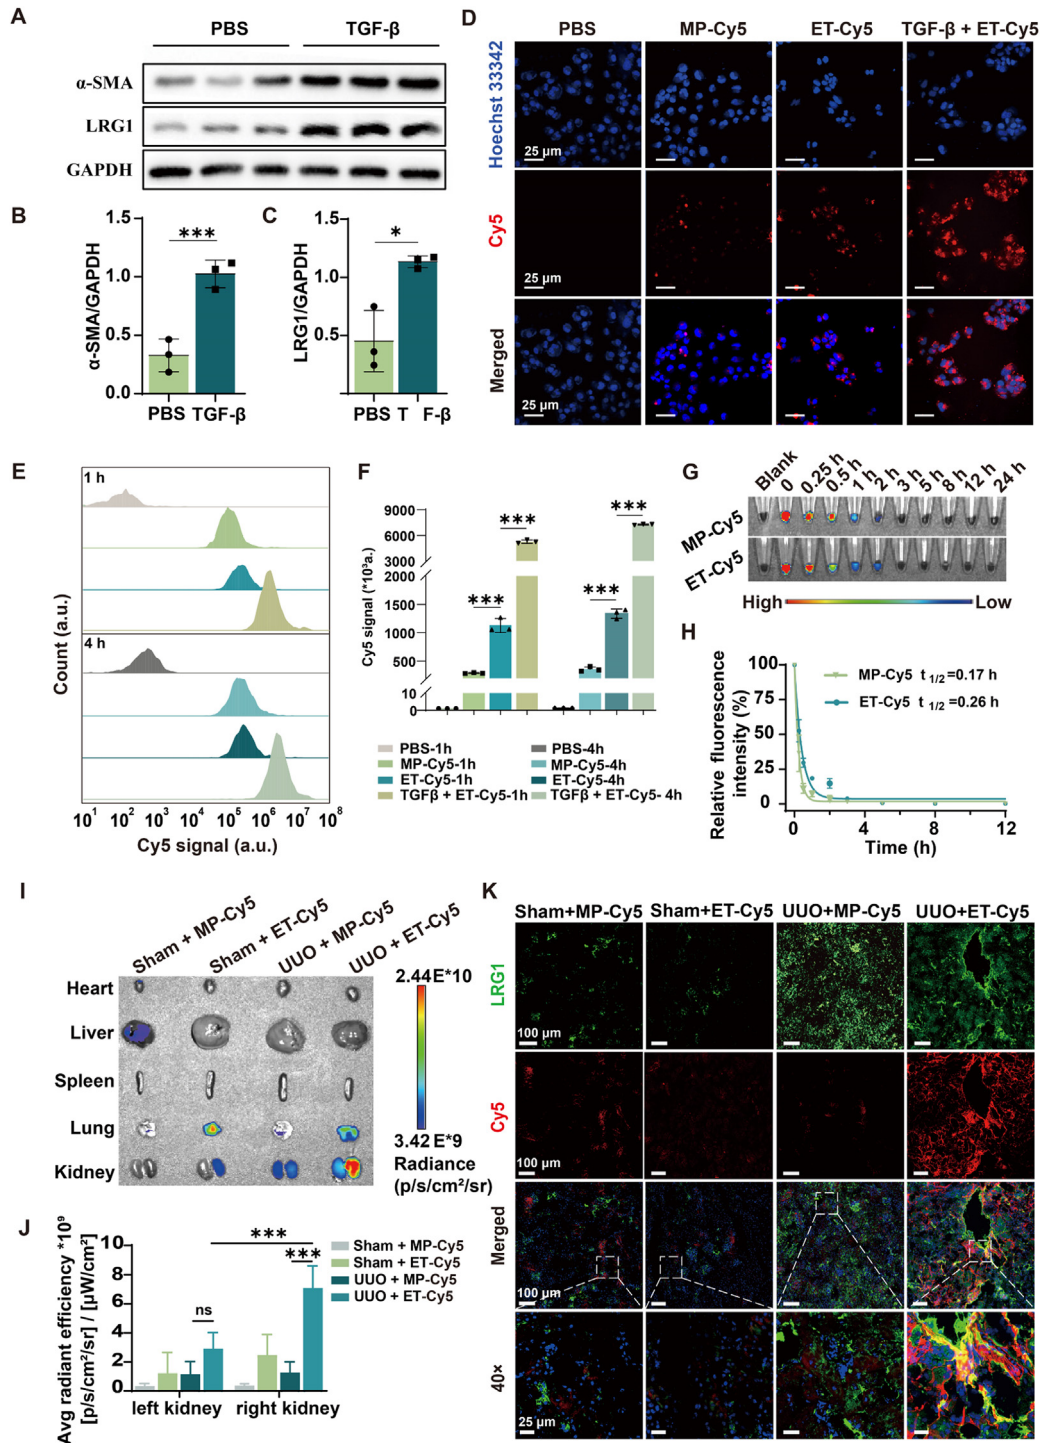 A
PBS TGF-β
α-SMA
LRG1
GAPDH
B
α-SMA/GAPDH
1.5
1.0
0.5
0.0
***
PBS TGF-β
C
LRG1/GAPDH
1.5
1.0
0.5
*
PBS T F-β
D
PBS MP-Cy5 ET-Cy5 TGF-β + ET-Cy5
Hoechst 33342
25 μm
Cy5
25 μm
Merged
25 μm
E
Count (a.u.)
1 h
4 h
10¹ 10² 10³ 10⁴ 10⁵ 10⁶ 10⁷ 10⁸
Cy5 signal (a.u.)
F
Cy5 signal (*10³a.)
9000
6000
3000
2000
1500
1000
500
10
0
*** *** *** ***
PBS-1h PBS-4h
MP-Cy5-1h MP-Cy5-4h
ET-Cy5-1h ET-Cy5-4h
TGFβ + ET-Cy5-1h TGFβ + ET-Cy5- 4h
G
Blank 0 0.25 h 0.5 h 1 h 2 h 3 h 5 h 8 h 12 h 24 h
MP-Cy5
ET-Cy5
High Low
H
Relative fluorescence
intensity (%)
100
75
50
25
0
MP-Cy5 t 1/2 =0.17 h
ET-Cy5 t 1/2 =0.26 h
0 4 8 12
Time (h)
I
Sham + MP-Cy5 Sham + ET-Cy5 UUO + MP-Cy5 UUO + ET-Cy5
Heart
Liver
Spleen
Lung
Kidney
2.44E*10
3.42 E*9
Radiance
(p/s/cm²/sr)
J
Avg radiant efficiency *10⁹
[p/s/cm²/sr] / [μW/cm²]
10
8
6
4
2
0
*** *** ns
Sham + MP-Cy5
Sham + ET-Cy5
UUO + MP-Cy5
UUO + ET-Cy5
left kidney right kidney
K
Sham+MP-Cy5 Sham+ET-Cy5 UUO+MP-Cy5 UUO+ET-Cy5
LRG1
100 μm
Cy5
100 μm
Merged
100 μm
40×
25 μm